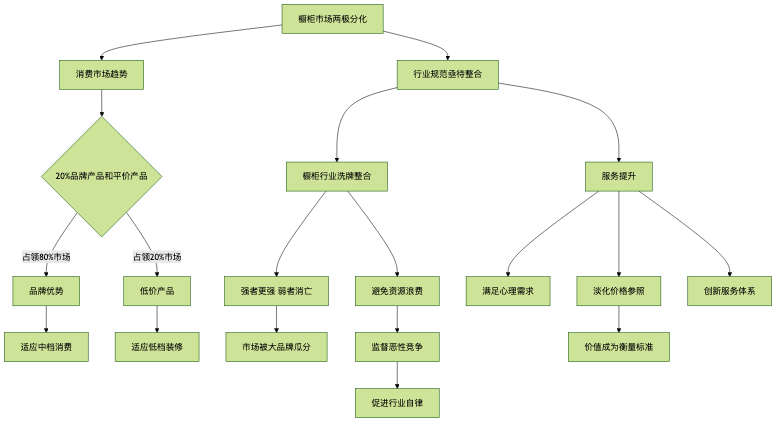 橱柜市场两极分化
消费市场趋势
行业规范亟待整合
20%品牌产品和平价产品
橱柜行业洗牌整合
服务提升
占领80%市场
占领20%市场
品牌优势
低价产品
强者更强 弱者消亡
避免资源浪费
满足心理需求
淡化价格参照
创新服务体系
适应中档消费
适应低档装修
市场被大品牌瓜分
监督恶性竞争
价值成为衡量标准
促进行业自律